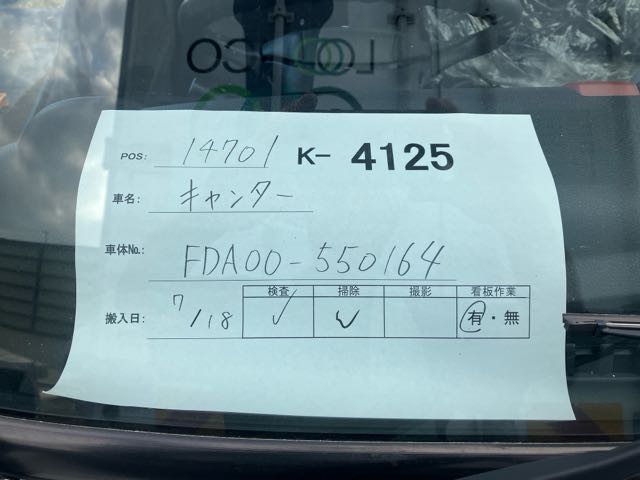 POS: 14701 K- 4125
車名: キャンター
車体No.: FDA00-550164
検査 掃除 撮影 看板作業
搬入日: 7/18 ✓ ✓ 有・無